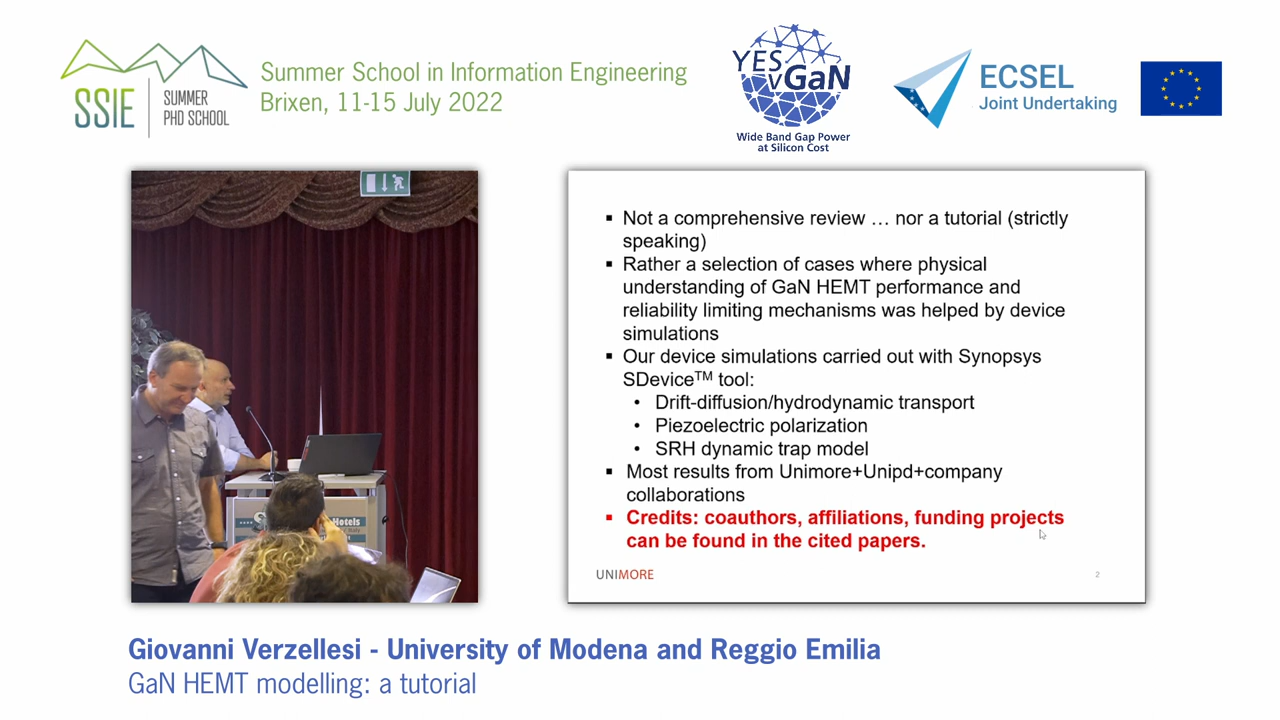 SSIE
SUMMER
PHD SCHOOL
Summer School in Information Engineering
Brixen, 11-15 July 2022
YES
vGaN
Wide Band Gap Power
at Silicon Cost
ECSEL
Joint Undertaking
▪ Not a comprehensive review … nor a tutorial (strictly
speaking)
▪ Rather a selection of cases where physical
understanding of GaN HEMT performance and
reliability limiting mechanisms was helped by device
simulations
▪ Our device simulations carried out with Synopsys
SDevice™ tool:
• Drift-diffusion/hydrodynamic transport
• Piezoelectric polarization
• SRH dynamic trap model
▪ Most results from Unimore+Unipd+company
collaborations
▪ Credits: coauthors, affiliations, funding projects
can be found in the cited papers.
UNIMORE
2
Hotels
Giovanni Verzellesi - University of Modena and Reggio Emilia
GaN HEMT modelling: a tutorial